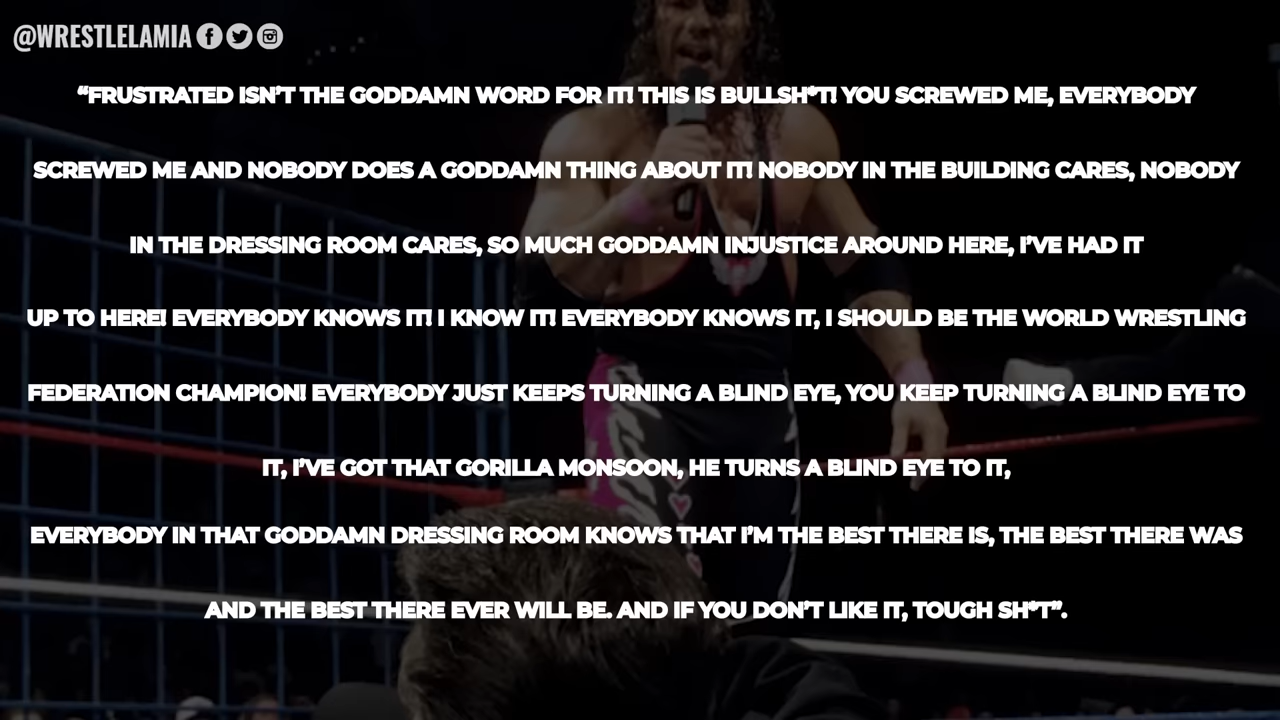 @WRESTLELAMIA
“FRUSTRATED ISN’T THE GODDAMN WORD FOR IT! THIS IS BULLSH*T! YOU SCREWED ME, EVERYBODY
SCREWED ME AND NOBODY DOES A GODDAMN THING ABOUT IT! NOBODY IN THE BUILDING CARES, NOBODY
IN THE DRESSING ROOM CARES, SO MUCH GODDAMN INJUSTICE AROUND HERE, I’VE HAD IT
UP TO HERE! EVERYBODY KNOWS IT! I KNOW IT! EVERYBODY KNOWS IT, I SHOULD BE THE WORLD WRESTLING
FEDERATION CHAMPION! EVERYBODY JUST KEEPS TURNING A BLIND EYE, YOU KEEP TURNING A BLIND EYE TO
IT, I’VE GOT THAT GORILLA MONSOON, HE TURNS A BLIND EYE TO IT,
EVERYBODY IN THAT GODDAMN DRESSING ROOM KNOWS THAT I’M THE BEST THERE IS, THE BEST THERE WAS
AND THE BEST THERE EVER WILL BE. AND IF YOU DON’T LIKE IT, TOUGH SH*T”.